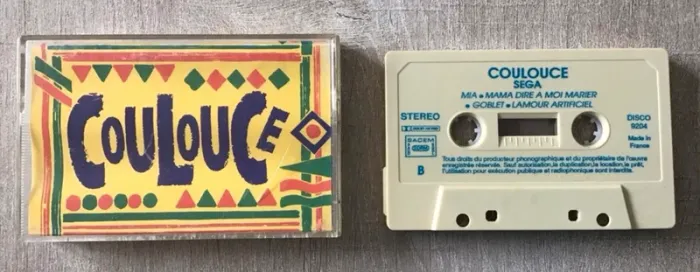 COULOUCE
COULOUCE
SEGA
MIA • MAMA DIRE A MOI MARIER
• GOBLET • LAMOUR ARTIFICIEL
STEREO
DISCO
9204
SACEM
Made in
France
B
Tous droits du producteur phonographique et du propriétaire de l'œuvre
enregistrée réservés. Sauf autorisation, la duplication, la location, le prêt,
l'utilisation pour exécution publique et radiophonique sont interdits.